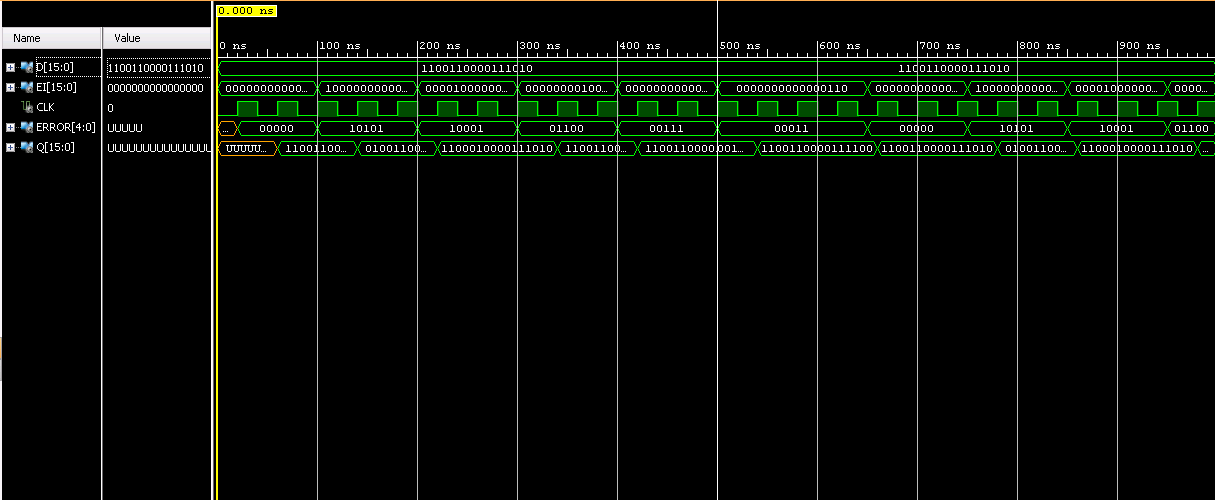 0.000 ns
Name Value
0 ns 100 ns 200 ns 300 ns 400 ns 500 ns 600 ns 700 ns 800 ns 900 ns
D[15:0] 1100110000111010 1100110000111010 1100110000111010
EI[15:0] 0000000000000000 00000000000... 10000000000... 00001000000... 00000000100... 00000000000... 0000000000000110 00000000000... 10000000000... 00001000000... 0000...
CLK 0
ERROR[4:0] UUUUU ... 00000 10101 10001 01100 00111 00011 00000 10101 10001 01100
Q[15:0] UUUUUUUUUUUUUUU UUUUU... 11001100... 01001100... 1100010000111010 11001100... 1100110000001... 1100110000111100 1100110000111010 01001100... 1100010000111010 ...